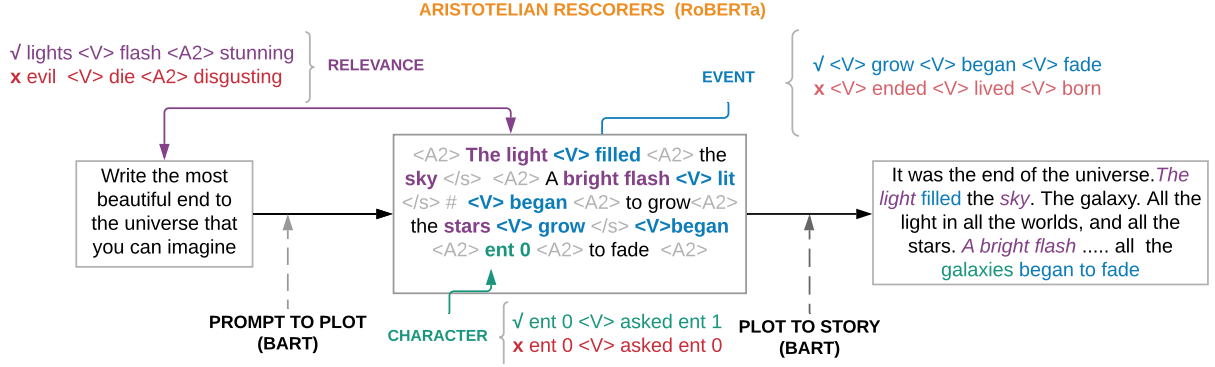 ARISTOTELIAN RESCORERS (RoBERTa)
√ lights <V> flash <A2> stunning
x evil <V> die <A2> disgusting
RELEVANCE
EVENT
√ <V> grow <V> began <V> fade
x <V> ended <V> lived <V> born
Write the most
beautiful end to
the universe that
you can imagine
<A2> The light <V> filled <A2> the
sky </s> <A2> A bright flash <V> lit
</s> # <V> began <A2> to grow<A2>
the stars <V> grow </s> <V>began
<A2> ent 0 <A2> to fade <A2>
It was the end of the universe.The
light filled the sky. The galaxy. All the
light in all the worlds, and all the
stars. A bright flash ..... all the
galaxies began to fade
PROMPT TO PLOT
(BART)
CHARACTER
√ ent 0 <V> asked ent 1
x ent 0 <V> asked ent 0
PLOT TO STORY
(BART)